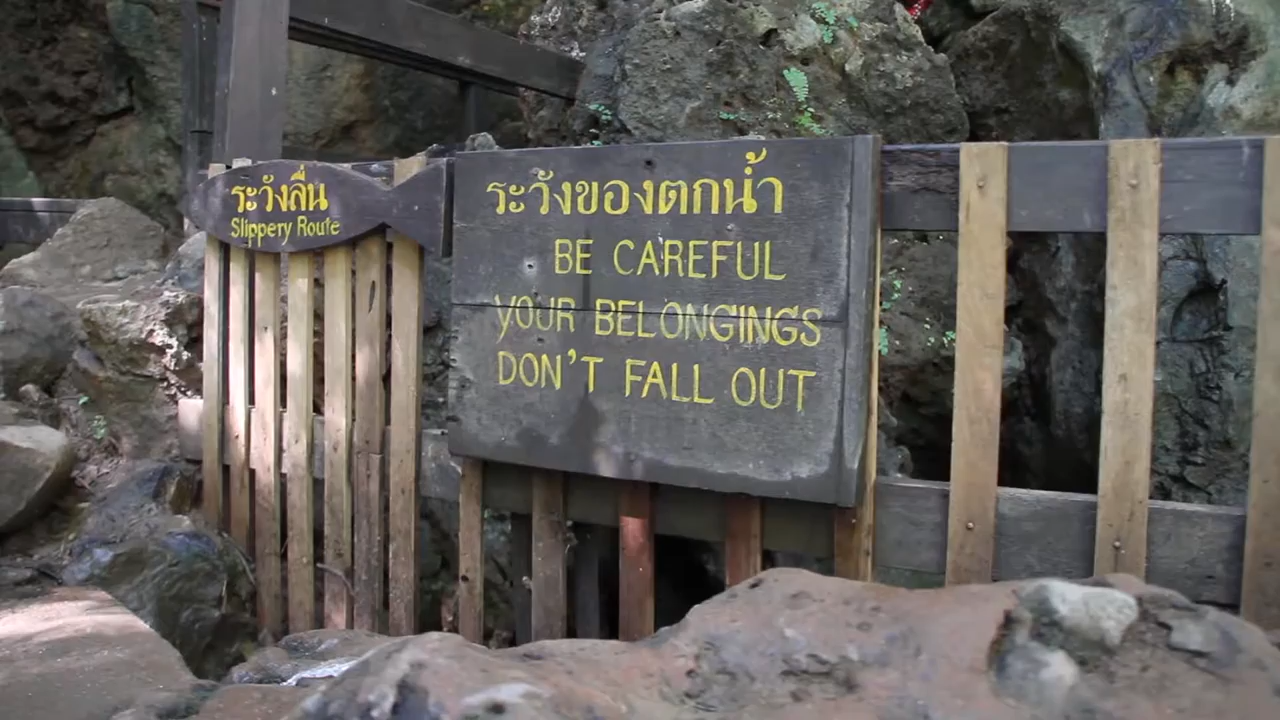 ระวังลื่น
Slippery Route
ระวังของตกน้ำ
BE CAREFUL
YOUR BELONGINGS
DON'T FALL OUT